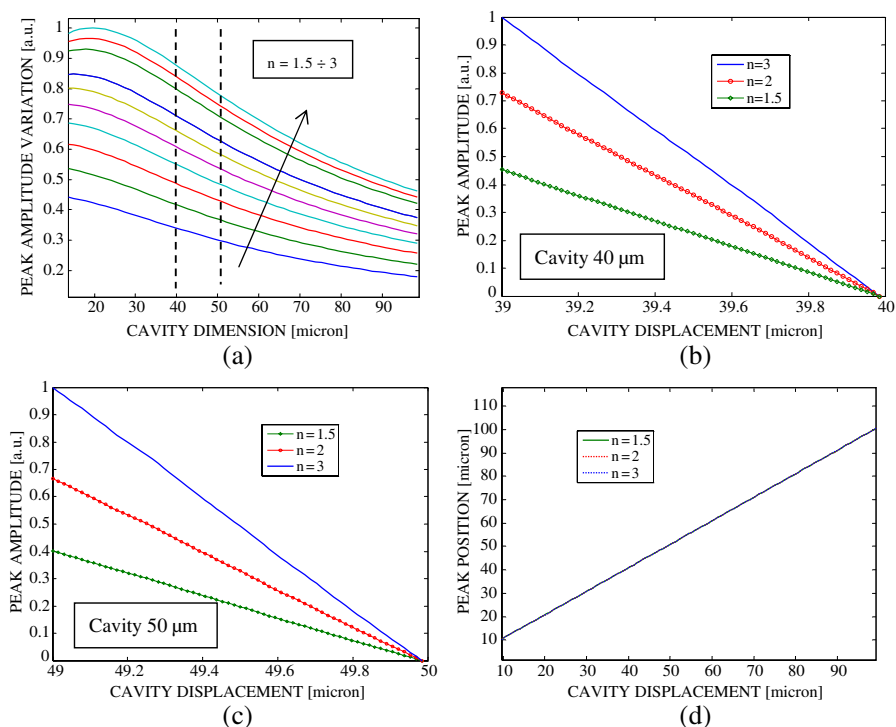 PEAK AMPLITUDE VARIATION [a.u.]
1
0.9
0.8
0.7
0.6
0.5
0.4
0.3
0.2
n = 1.5 ÷ 3
20 30 40 50 60 70 80 90
CAVITY DIMENSION [micron]
(a)
PEAK AMPLITUDE [a.u.]
1
0.9
0.8
0.7
0.6
0.5
0.4
0.3
0.2
0.1
0
n=3
n=2
n=1.5
Cavity 40 µm
39 39.2 39.4 39.6 39.8 40
CAVITY DISPLACEMENT [micron]
(b)
PEAK AMPLITUDE [a.u.]
1
0.9
0.8
0.7
0.6
0.5
0.4
0.3
0.2
0.1
0
n=1.5
n=2
n=3
Cavity 50 µm
49 49.2 49.4 49.6 49.8 50
CAVITY DISPLACEMENT [micron]
(c)
PEAK POSITION [micron]
110
100
90
80
70
60
50
40
30
20
10
n=1.5
n=2
n=3
10 20 30 40 50 60 70 80 90
CAVITY DISPLACEMENT [micron]
(d)